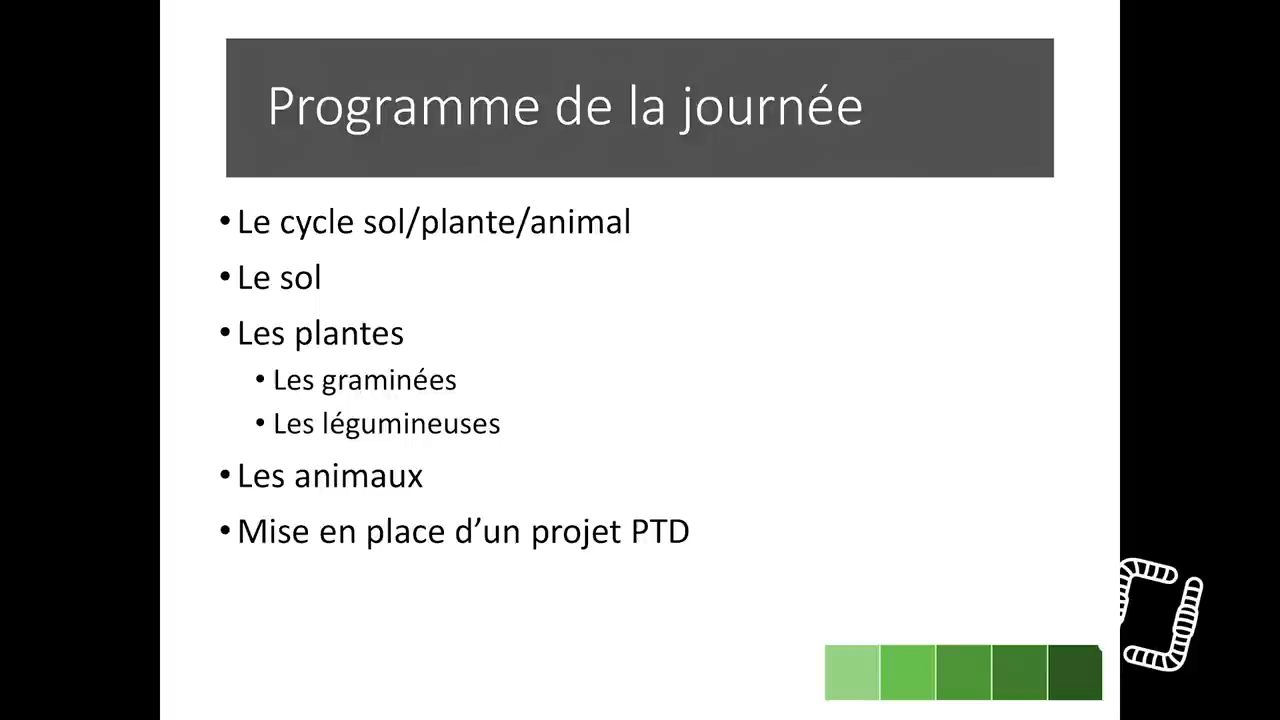 Programme de la journée
• Le cycle sol/plante/animal
• Le sol
• Les plantes
• Les graminées
• Les légumineuses
• Les animaux
• Mise en place d’un projet PTD